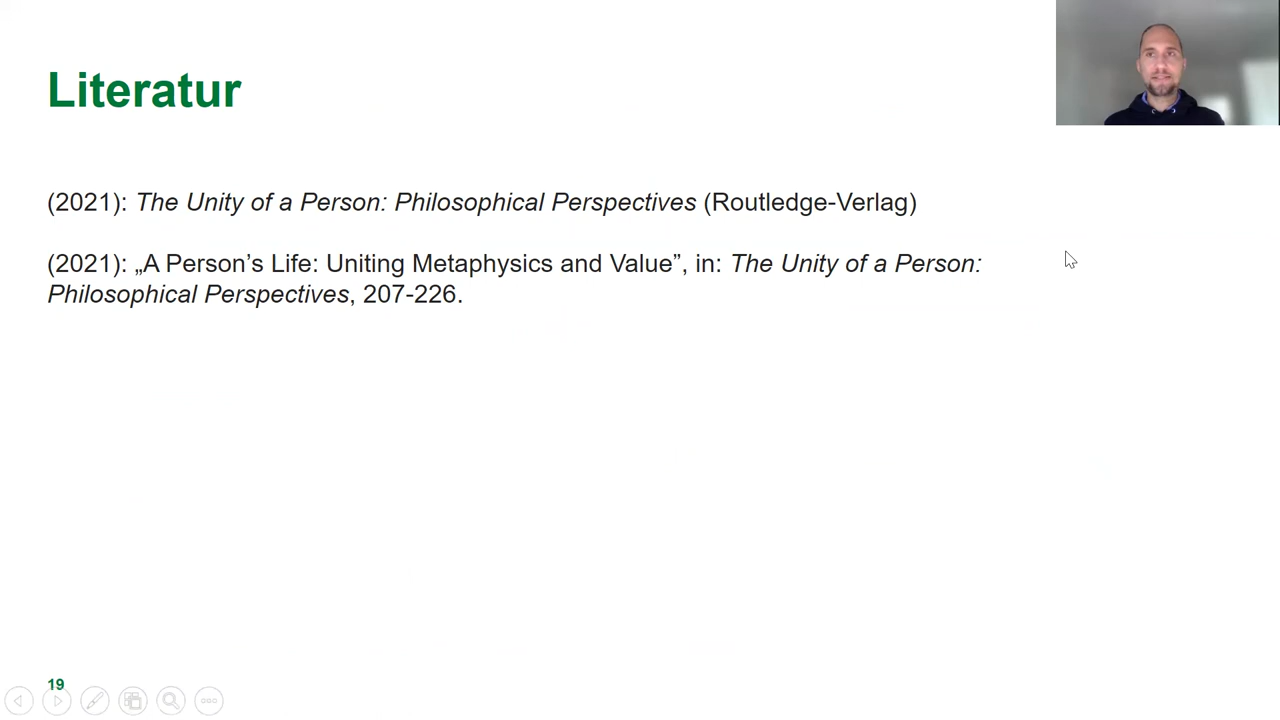 Literatur
(2021): The Unity of a Person: Philosophical Perspectives (Routledge-Verlag)
(2021): „A Person’s Life: Uniting Metaphysics and Value”, in: The Unity of a Person:
Philosophical Perspectives, 207-226.
19